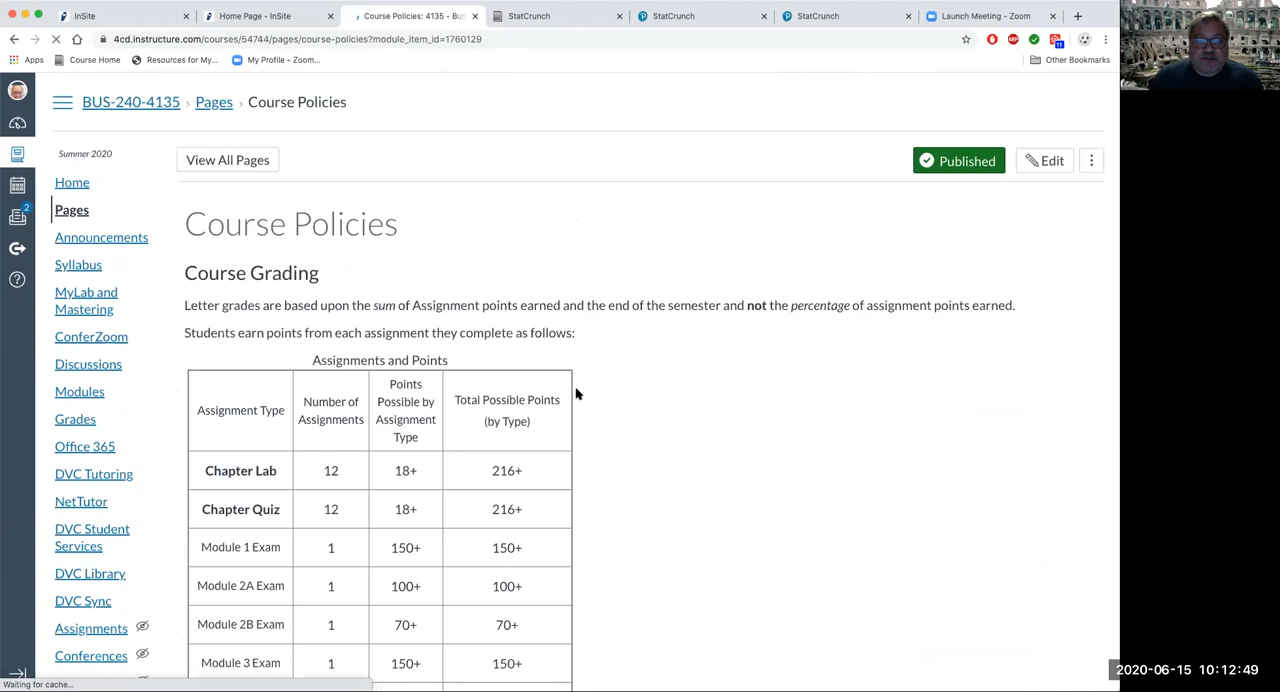 InSite
Home Page - InSite
Course Policies: 4135 - Bus
StatCrunch
StatCrunch
StatCrunch
Launch Meeting - Zoom
4cd.instructure.com/courses/54744/pages/course-policies?module_item_id=1760129
ABP
11
Apps
Course Home
Resources for My...
My Profile - Zoom...
Other Bookmarks
BUS-240-4135 › Pages › Course Policies
Summer 2020
View All Pages
Published
Edit
Home
Pages
Announcements
Syllabus
MyLab and
Mastering
ConferZoom
Discussions
Modules
Grades
Office 365
DVC Tutoring
NetTutor
DVC Student
Services
DVC Library
DVC Sync
Assignments
Conferences
2
Course Policies
Course Grading
Letter grades are based upon the sum of Assignment points earned and the end of the semester and not the percentage of assignment points earned.
Students earn points from each assignment they complete as follows:
Assignments and Points
Assignment Type
Number of
Assignments
Points
Possible by
Assignment
Type
Total Possible Points
(by Type)
Chapter Lab 12 18+ 216+
Chapter Quiz 12 18+ 216+
Module 1 Exam 1 150+ 150+
Module 2A Exam 1 100+ 100+
Module 2B Exam 1 70+ 70+
Module 3 Exam 1 150+ 150+
Waiting for cache...
2020-06-15 10:12:49